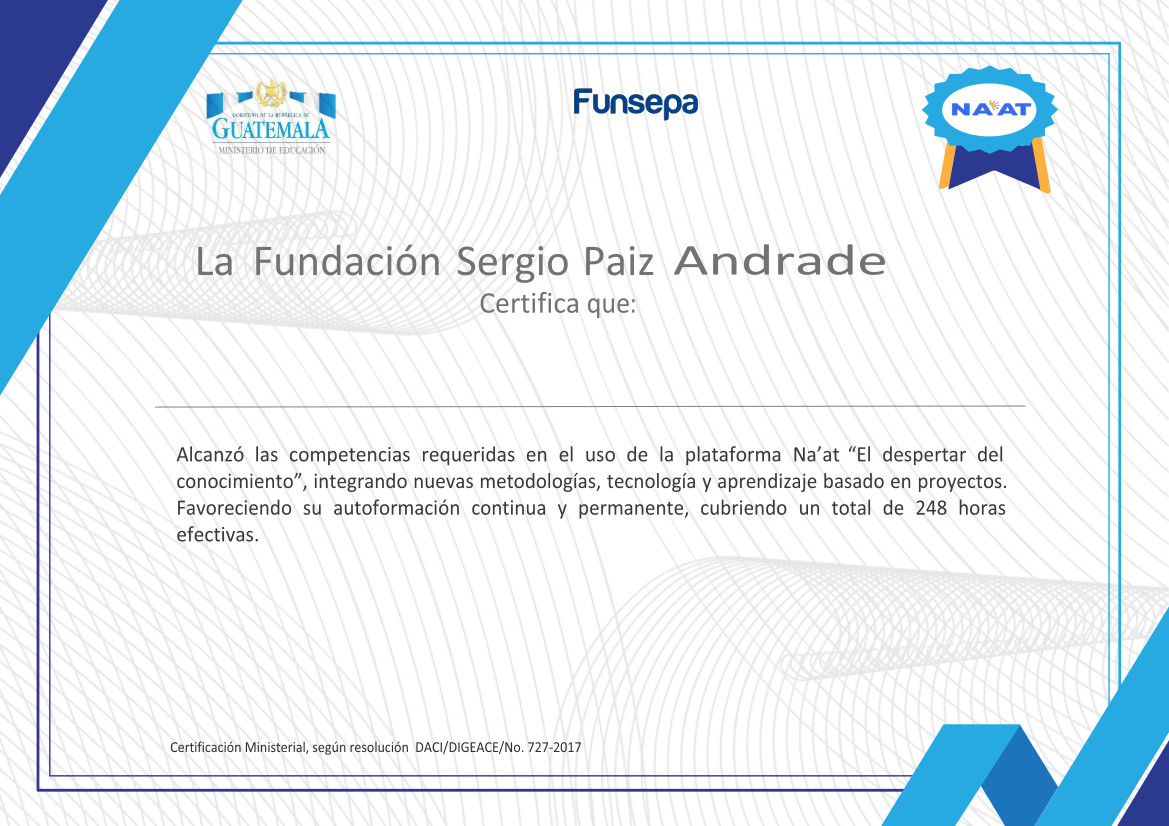 GOBIERNO DE LA REPÚBLICA DE
GUATEMALA
MINISTERIO DE EDUCACIÓN
Funsepa
NA'AT
La Fundación Sergio Paiz Andrade
Certifica que:
Alcanzó las competencias requeridas en el uso de la plataforma Na’at “El despertar del
conocimiento”, integrando nuevas metodologías, tecnología y aprendizaje basado en proyectos.
Favoreciendo su autoformación continua y permanente, cubriendo un total de 248 horas
efectivas.
Certificación Ministerial, según resolución DACI/DIGEACE/No. 727-2017